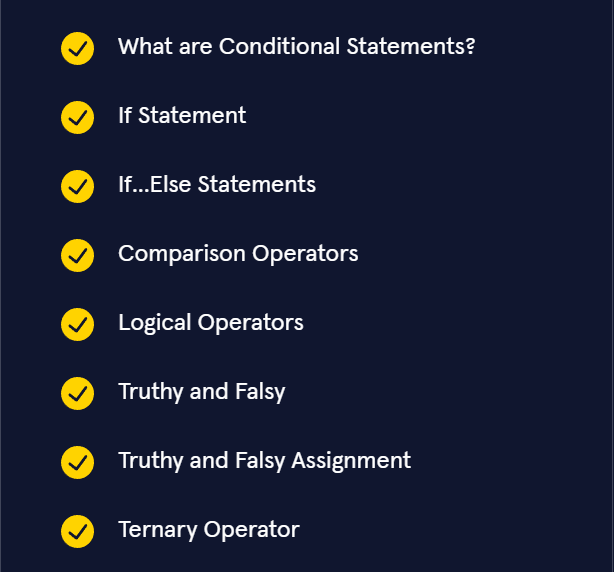 What are Conditional Statements?
If Statement
If...Else Statements
Comparison Operators
Logical Operators
Truthy and Falsy
Truthy and Falsy Assignment
Ternary Operator